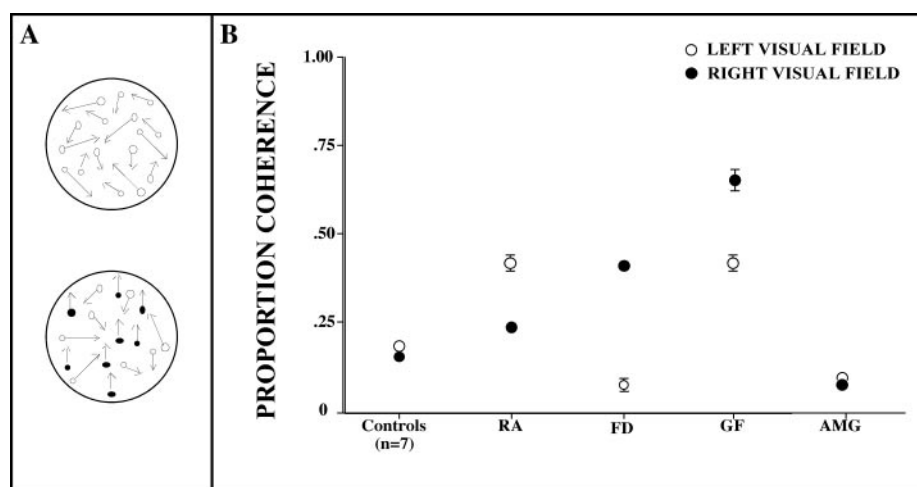 A
B
1.00
.75
.50
.25
0
PROPORTION COHERENCE
LEFT VISUAL FIELD
RIGHT VISUAL FIELD
Controls
(n=7)
RA
FD
GF
AMG